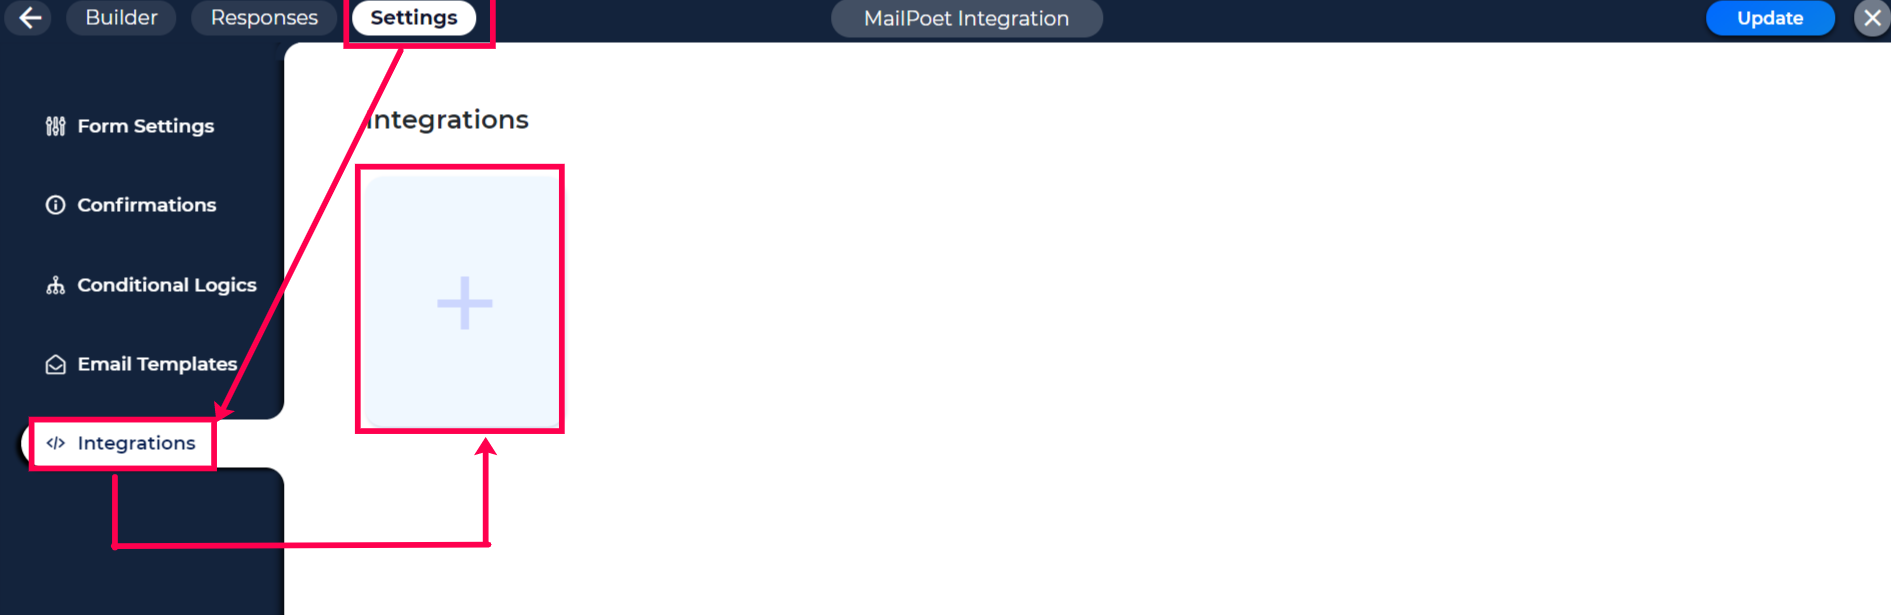 Builder
Responses
Settings
MailPoet Integration
Update
Form Settings
Confirmations
Conditional Logics
Email Templates
Integrations
Integrations